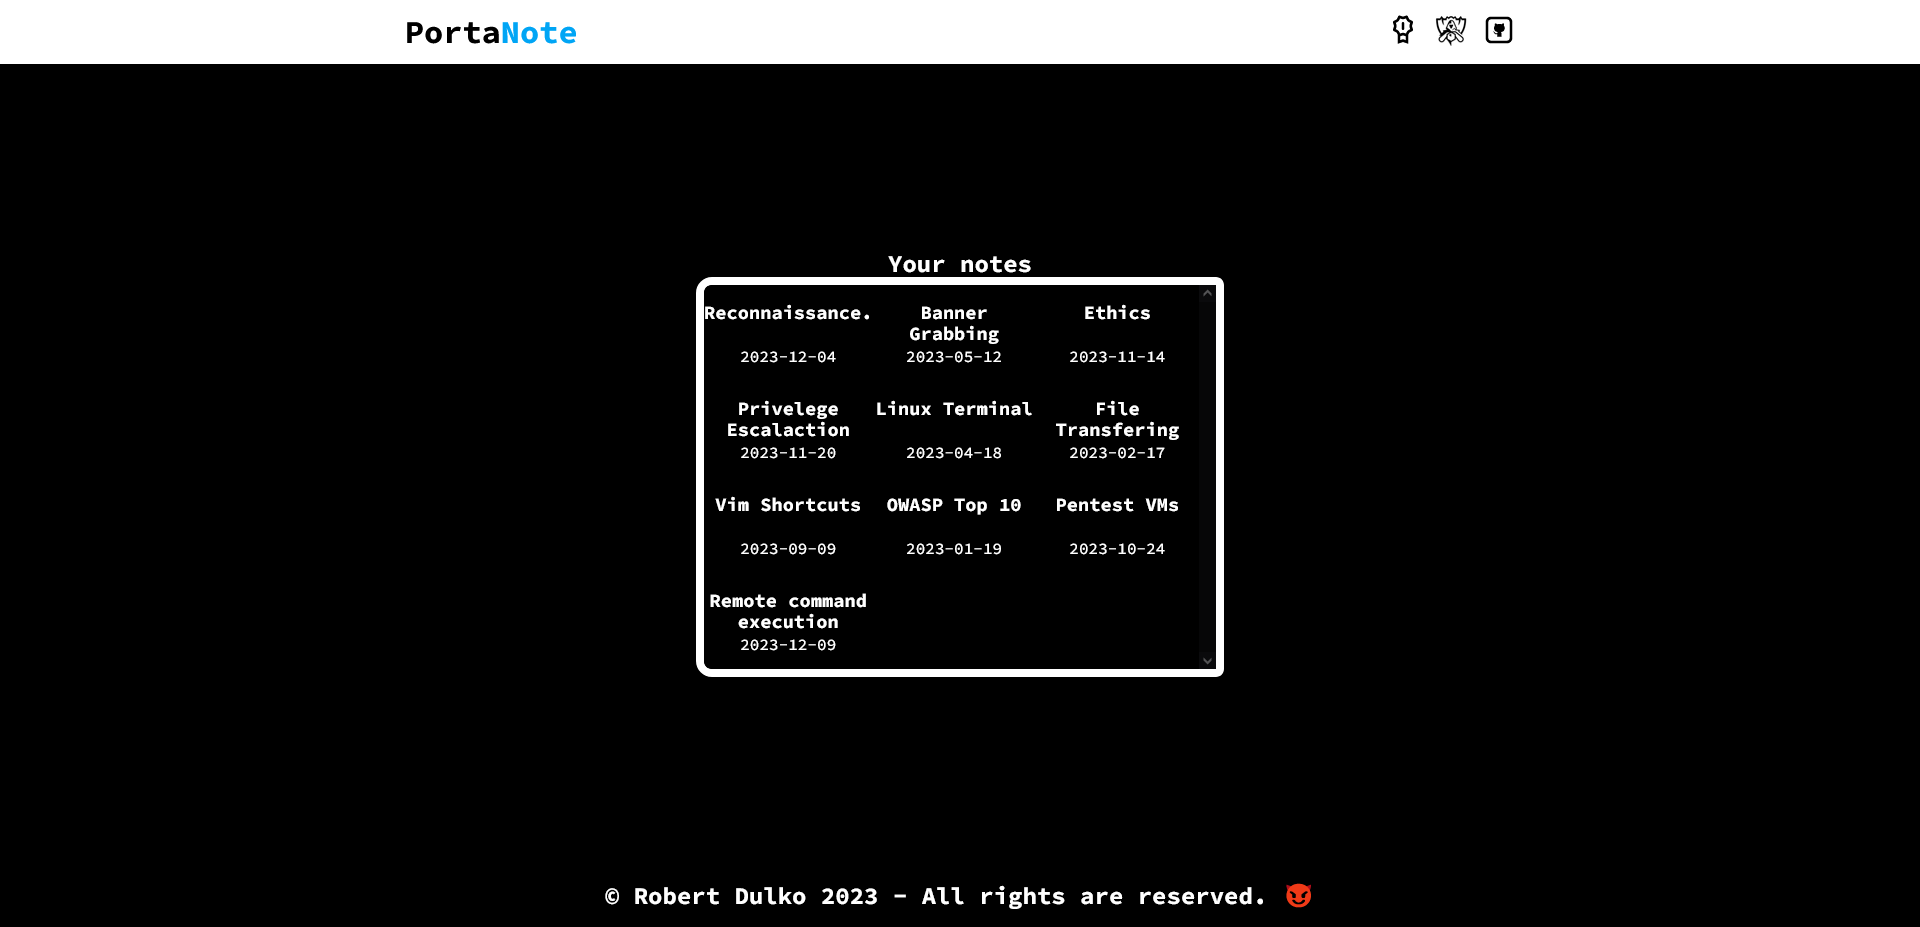 PortaNote
Your notes
Reconnaissance.
2023-12-04
Banner
Grabbing
2023-05-12
Ethics
2023-11-14
Privelege
Escalaction
2023-11-20
Linux Terminal
2023-04-18
File
Transfering
2023-02-17
Vim Shortcuts
2023-09-09
OWASP Top 10
2023-01-19
Pentest VMs
2023-10-24
Remote command
execution
2023-12-09
© Robert Dulko 2023 - All rights are reserved. 😈